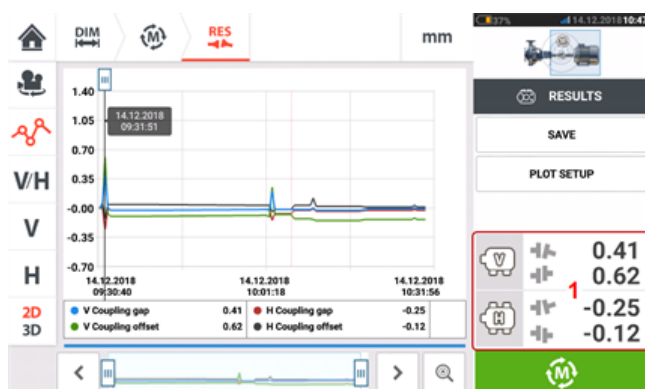 DIM
M
RES
mm
37%
14.12.2018 10:47
RESULTS
SAVE
PLOT SETUP
V/H
V
H
2D
3D
1.40
1.05
0.70
0.35
-0.00
-0.35
-0.70
14.12.2018
09:31:51
14.12.2018
09:30:40
14.12.2018
10:01:18
14.12.2018
10:31:56
V Coupling gap 0.41 H Coupling gap -0.25
V Coupling offset 0.62 H Coupling offset -0.12
V
0.41
0.62
1
H
-0.25
-0.12
M